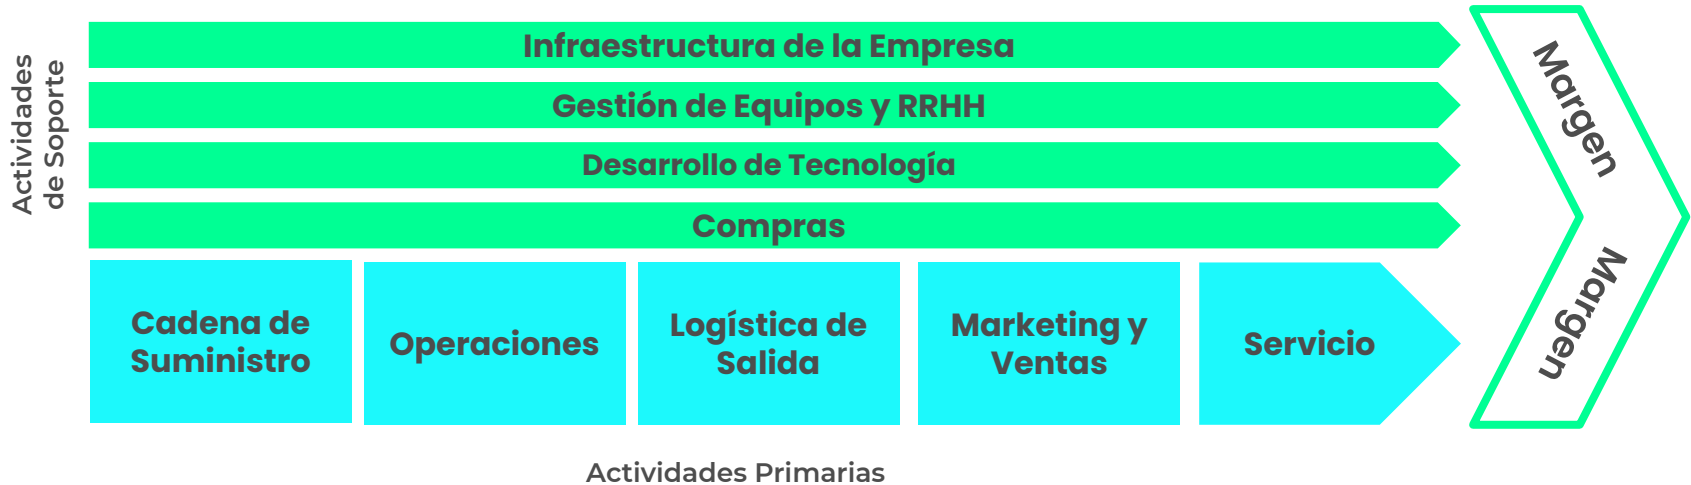 Actividades
de Soporte
Infraestructura de la Empresa
Gestión de Equipos y RRHH
Desarrollo de Tecnología
Compras
Cadena de
Suministro
Operaciones
Logística de
Salida
Marketing y
Ventas
Servicio
Margen
Margen
Actividades Primarias